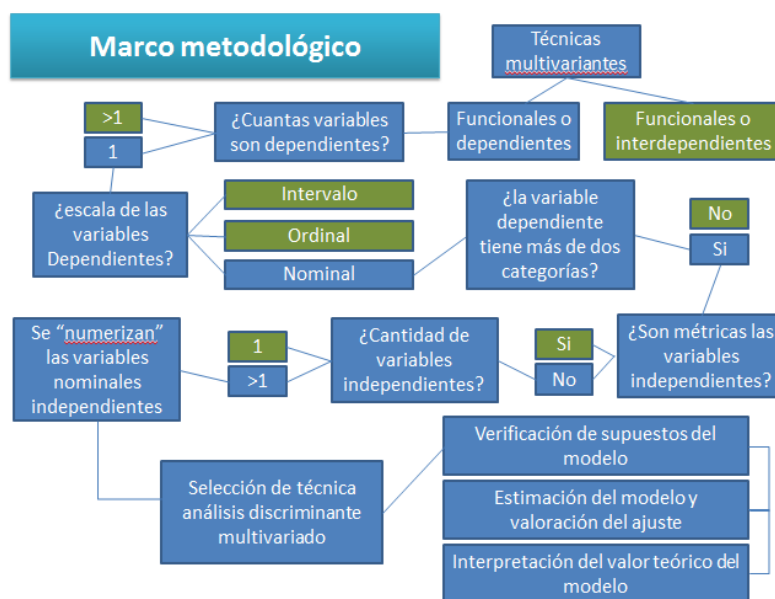 Marco metodológico
Técnicas
multivariantes
>1
1
¿Cuantas variables
son dependientes?
Funcionales o
dependientes
Funcionales o
interdependientes
¿escala de las
variables
Dependientes?
Intervalo
Ordinal
Nominal
¿la variable
dependiente
tiene más de dos
categorías?
No
Si
Se “numerizan”
las variables
nominales
independientes
1
>1
¿Cantidad de
variables
independientes?
Si
No
¿Son métricas las
variables
independientes?
Selección de técnica
análisis discriminante
multivariado
Verificación de supuestos del
modelo
Estimación del modelo y
valoración del ajuste
Interpretación del valor teórico del
modelo